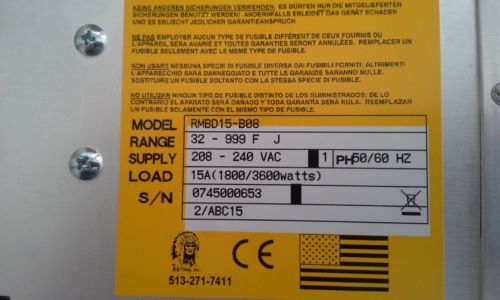 KEINE ANDEREN SICHERUNGEN VERWENDEN, ES DÜRFEN NUR DIE MITGELIEFERTEN
SICHERUNGEN BENUTZT WERDEN ANDERNFALLS ERLEIDET DAS GERÄT SCHADEN
UND ES ERLISCHT JEDLICHER GARANTIEANSPRUCH.
NE PAS EMPLOYER AUCUN TYPE DE FUSIBLE DIFFÉRENT DE CEUX FOURNIS OU
L'APPAREIL SERA AVARIÉ ET TOUTES GARANTIES SERONT ANNULÉES. REMPLACER UN
FUSIBLE SEULEMENT AVEC LE MEME TYPE DE FUSIBLE.
NON USARE NESSUNA SPECIE DI FUSIBILE DIVERSA DAI FUSIBILI FORNITI; ALTRIMENTI
L'APPARECCHIO SARÀ DANNEGGIATO E TUTTE LE GARANZIE SARANNO NULLE.
SOSTITUIRE UN FUSIBILE SOLTANTO CON LA STESSA SPECIE DI FUSIBILE.
NO UTILIZAR NINGUN TIPO DE FUSIBLE DISTINTO DE LOS SUMINISTRADOS; DE LO
CONTRARIO EL APARATO SERÁ DAÑADO Y TODA GARANTÍA SERÁ NULA. REEMPLAZAR
UN FUSIBLE SOLAMENTE CON EL MISMO TIPO DE FUSIBLE.
MODEL RMBD15-B08
RANGE 32 - 999 F J
SUPPLY 208 - 240 VAC 1 PH 50/60 HZ
LOAD 15A(1800/3600watts)
S/N 0745000653
2/ABC15
CE
513-271-7411